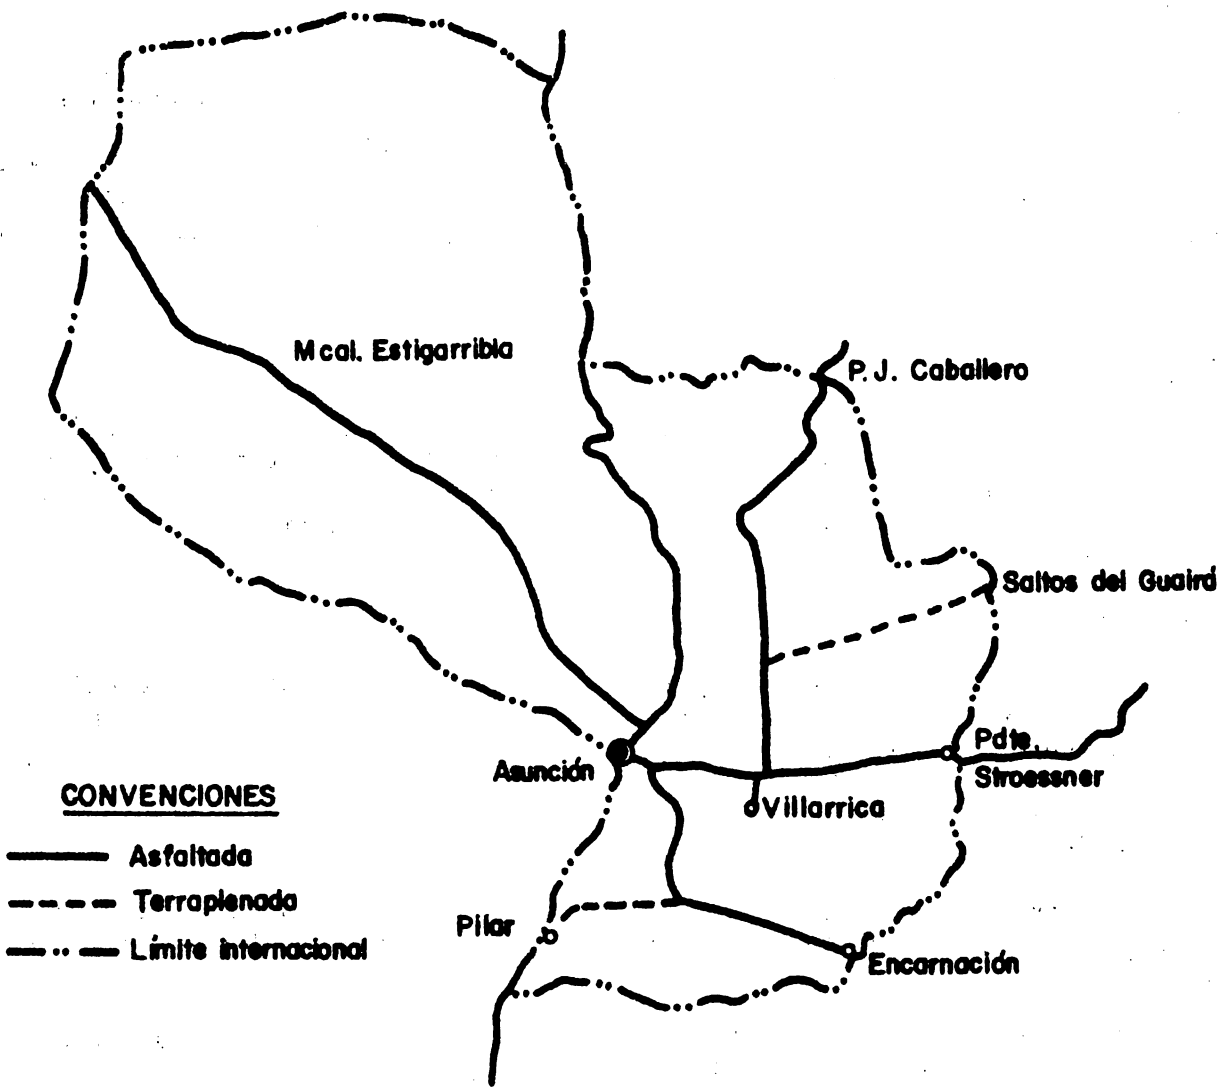 Mcal. Estigarribia
P.J. Caballero
Saltos del Guairá
Pdte.
Stroessner
Asunción
Villarrica
CONVENCIONES
Asfaltada
Terraplenada
Límite internacional
Pilar
Encarnación